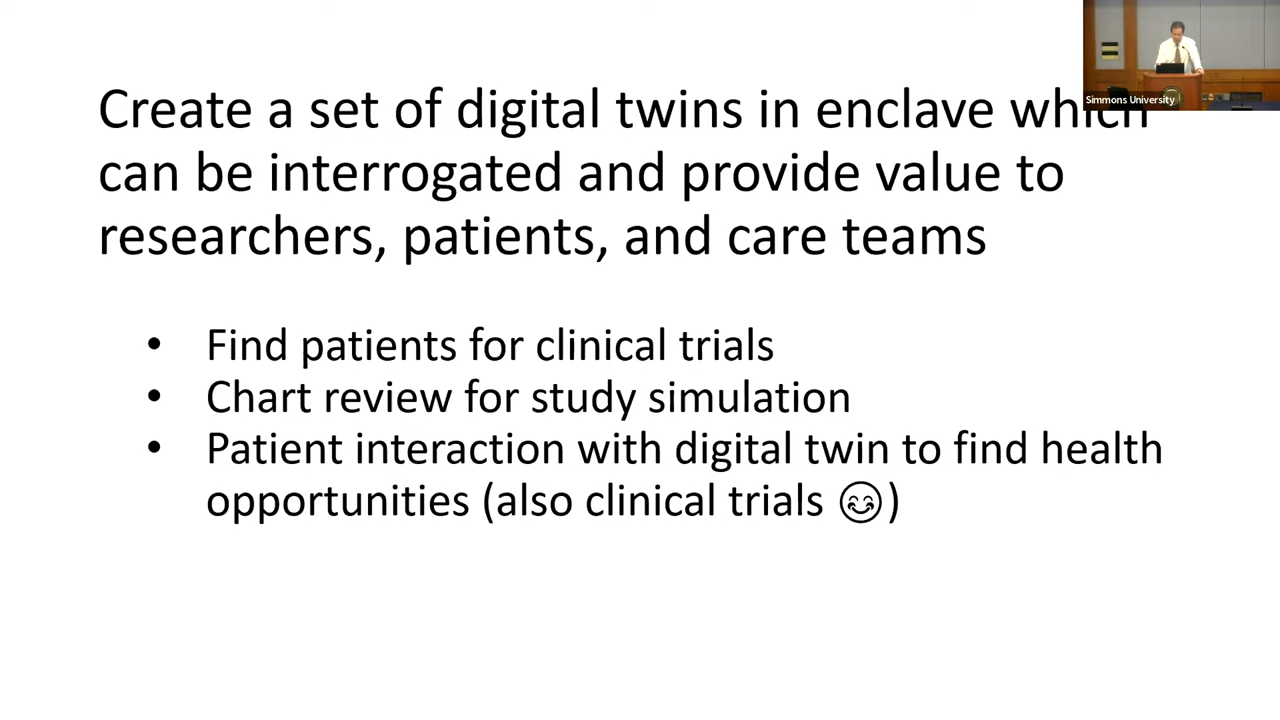 Create a set of digital twins in enclave which
can be interrogated and provide value to
researchers, patients, and care teams
• Find patients for clinical trials
• Chart review for study simulation
• Patient interaction with digital twin to find health
opportunities (also clinical trials 😊)
Simmons University